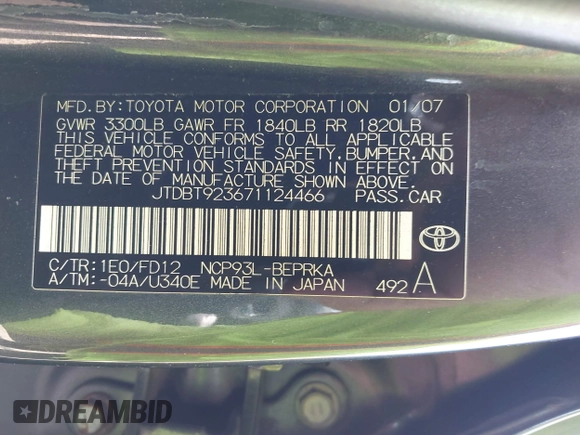 MFD.BY:TOYOTA MOTOR CORPORATION 01/07
GVWR 3300LB GAWR FR 1840LB RR 1820LB
THIS VEHICLE CONFORMS TO ALL APPLICABLE
FEDERAL MOTOR VEHICLE SAFETY,BUMPER,AND
THEFT PREVENTION STANDARDS IN EFFECT ON
THE DATE OF MANUFACTURE SHOWN ABOVE.
JTDBT923671124466 PASS.CAR
C/TR:1E0/FD12 NCP93L-BEPRKA
A/TM:-04A/U340E MADE IN JAPAN 492 A
DREAMBID